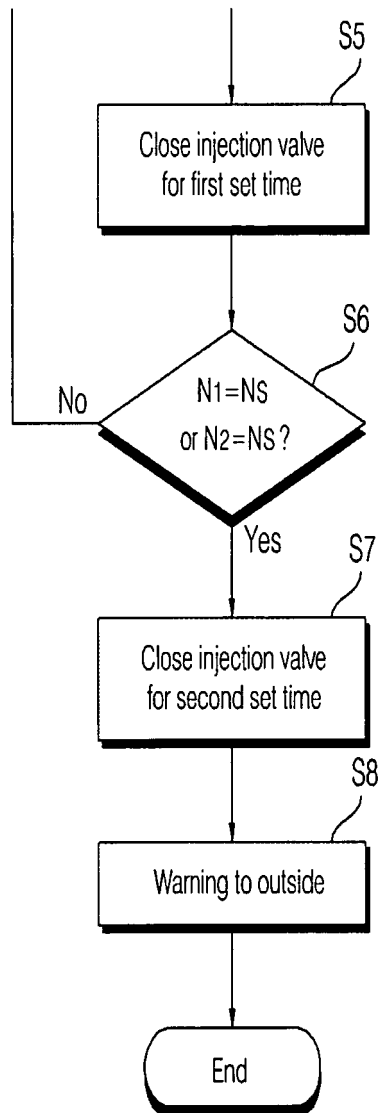 S5
Close injection valve
for first set time
S6
N1=NS
or N2=NS?
No
Yes
S7
Close injection valve
for second set time
S8
Warning to outside
End